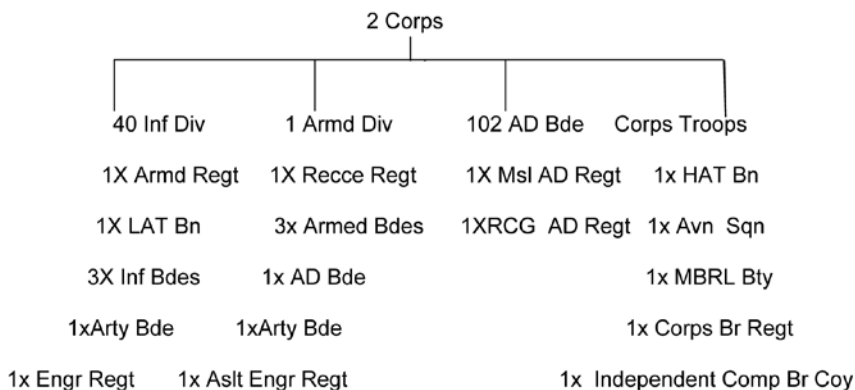 2 Corps
40 Inf Div 1 Armd Div 102 AD Bde Corps Troops
1X Armd Regt 1X Recce Regt 1X Msl AD Regt 1x HAT Bn
1X LAT Bn 3x Armed Bdes 1XRCG AD Regt 1x Avn Sqn
3X Inf Bdes 1x AD Bde 1x MBRL Bty
1xArty Bde 1xArty Bde 1x Corps Br Regt
1x Engr Regt 1x Aslt Engr Regt 1x Independent Comp Br Coy